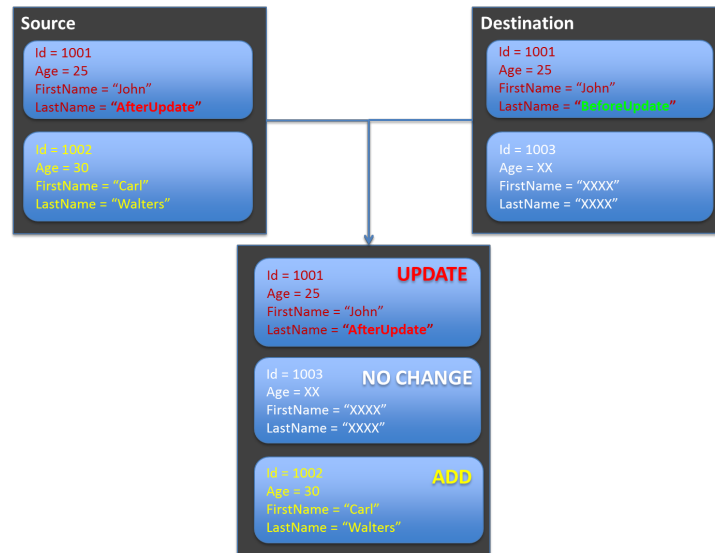 Source
Id = 1001
Age = 25
FirstName = “John”
LastName = “AfterUpdate”
Id = 1002
Age = 30
FirstName = “Carl”
LastName = “Walters”
Destination
Id = 1001
Age = 25
FirstName = “John”
LastName = “BeforeUpdate”
Id = 1003
Age = XX
FirstName = “XXXX”
LastName = “XXXX”
Id = 1001
UPDATE
Age = 25
FirstName = “John”
LastName = “AfterUpdate”
Id = 1003
NO CHANGE
Age = XX
FirstName = “XXXX”
LastName = “XXXX”
Id = 1002
ADD
Age = 30
FirstName = “Carl”
LastName = “Walters”